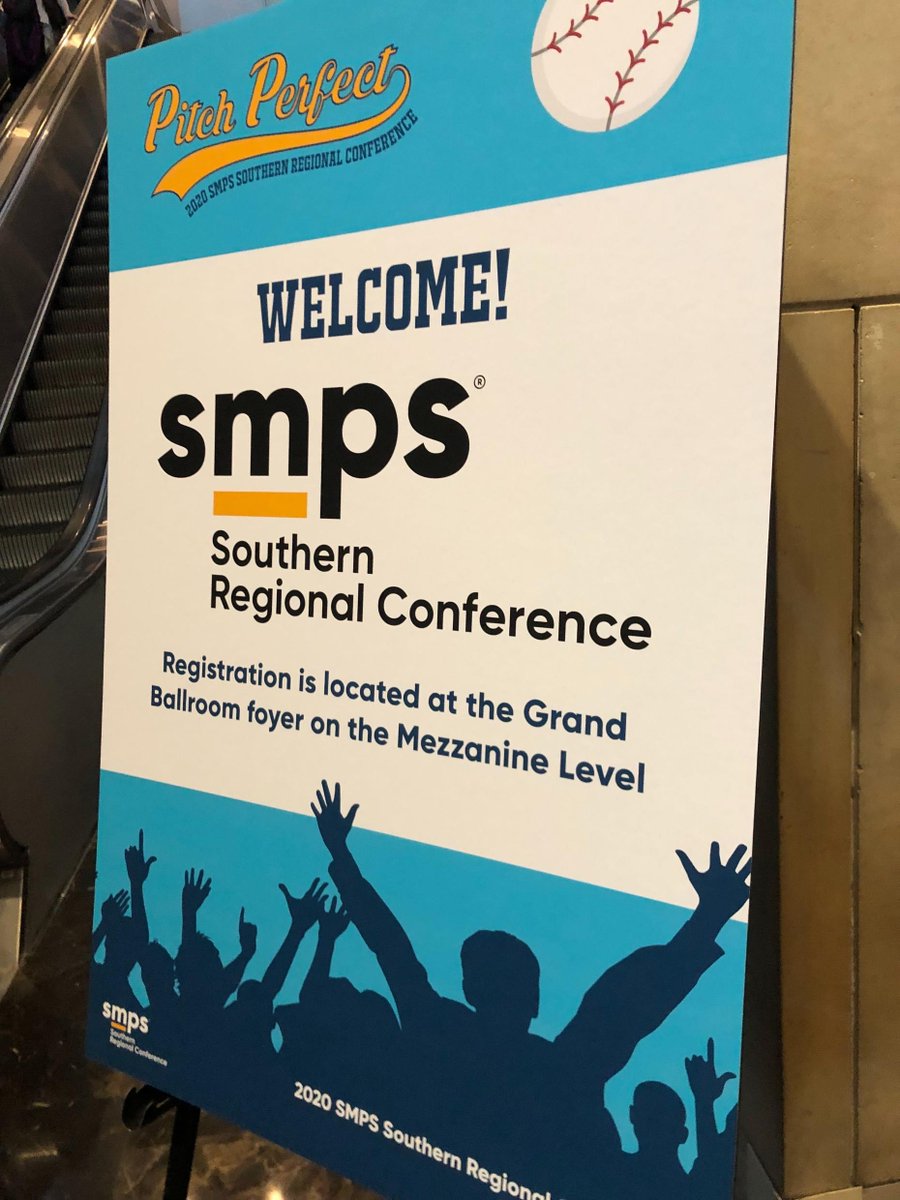 Pitch Perfect
2020 SMPS SOUTHERN REGIONAL CONFERENCE
WELCOME!
smps®
Southern
Regional Conference
Registration is located at the Grand
Ballroom foyer on the Mezzanine Level
smps
Southern
Regional Conference
2020 SMPS Southern Regional